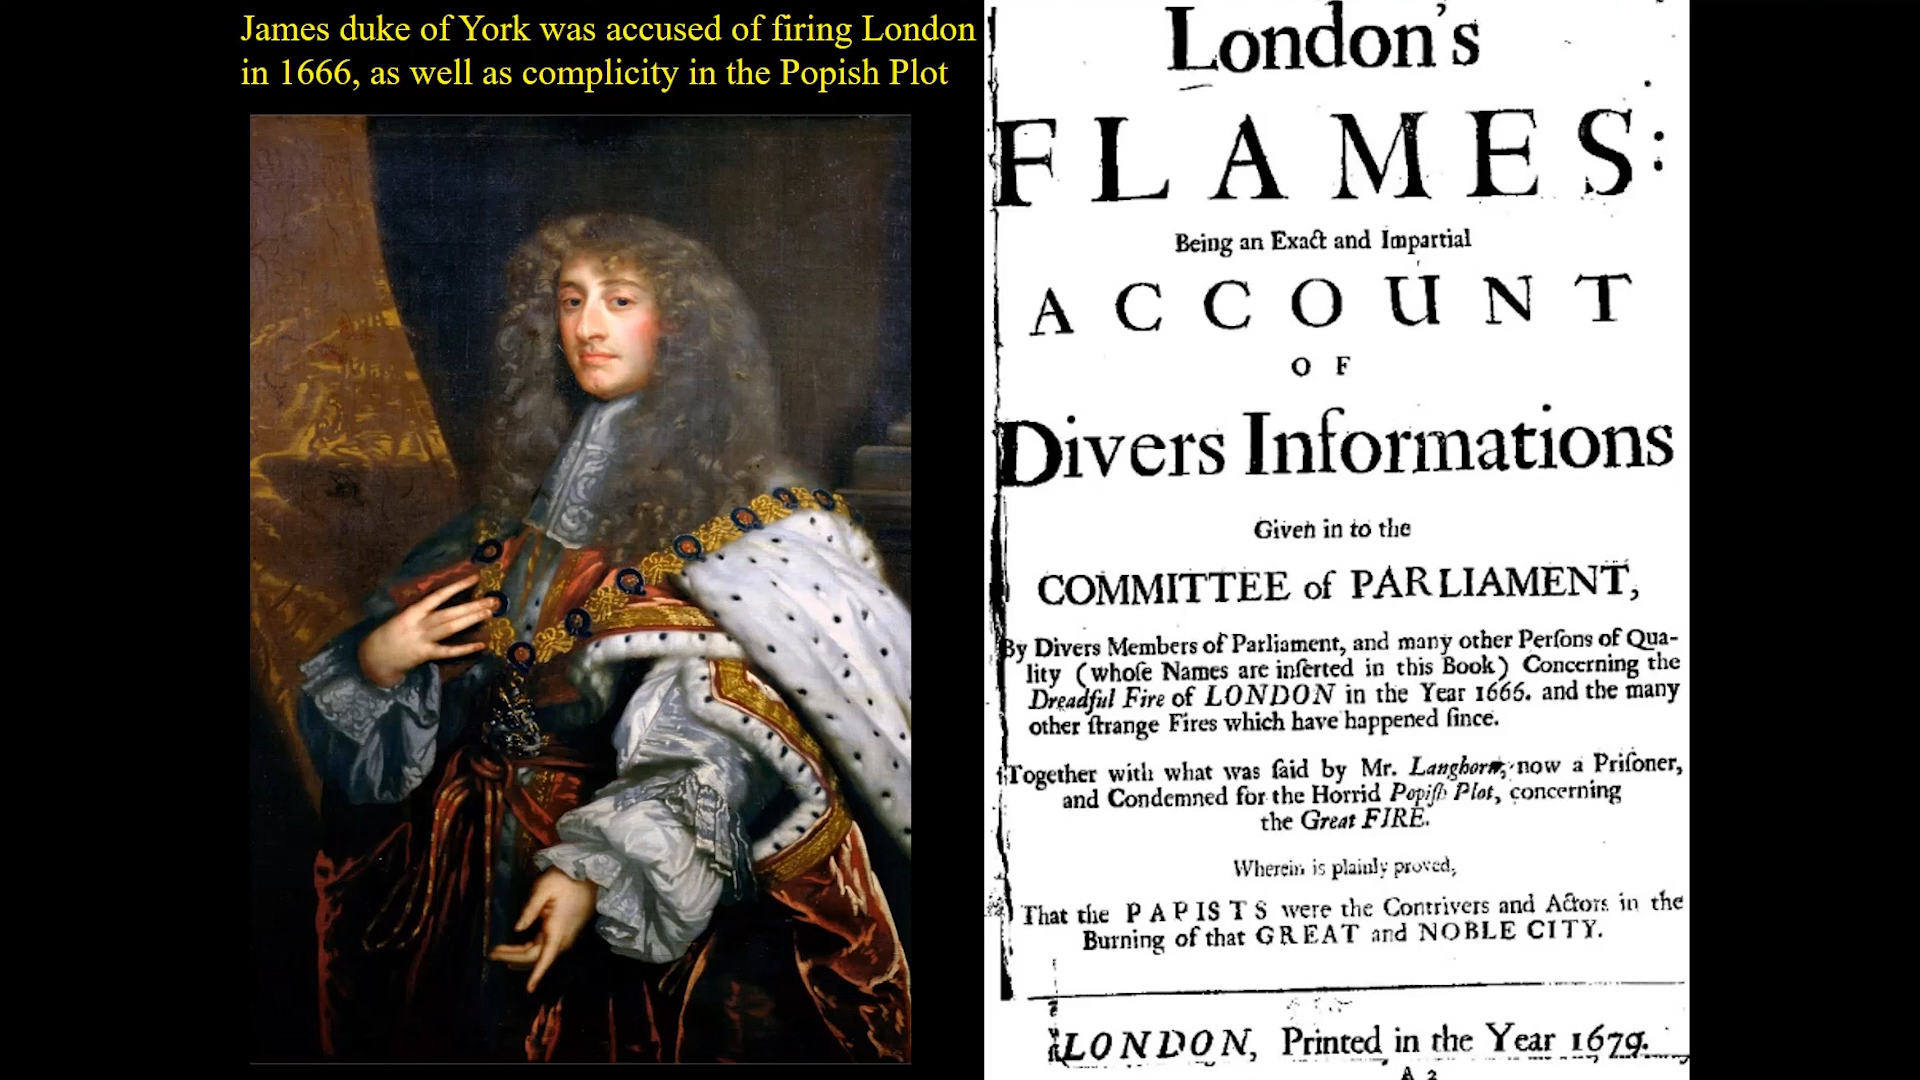 James duke of York was accused of firing London
in 1666, as well as complicity in the Popish Plot
London's
FLAMES:
Being an Exact and Impartial
ACCOUNT
OF
Divers Informations
Given in to the
COMMITTEE of PARLIAMENT,
By Divers Members of Parliament, and many other Perſons of Qua-
lity (whoſe Names are inſerted in this Book) Concerning the
Dreadful Fire of LONDON in the Year 1666. and the many
other ſtrange Fires which have happened ſince.
Together with what was ſaid by Mr. Langhorn, now a Priſoner,
and Condemned for the Horrid Popiſh Plot, concerning
the Great FIRE.
Wherein is plainly proved,
That the PAPISTS were the Contrivers and Actors in the
Burning of that GREAT and NOBLE CITY.
LONDON, Printed in the Year 1679.
A 2